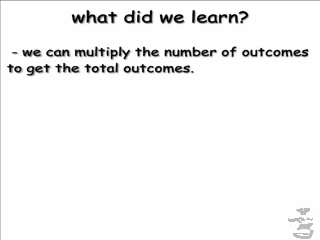 what did we learn?
- we can multiply the number of outcomes
to get the total outcomes.